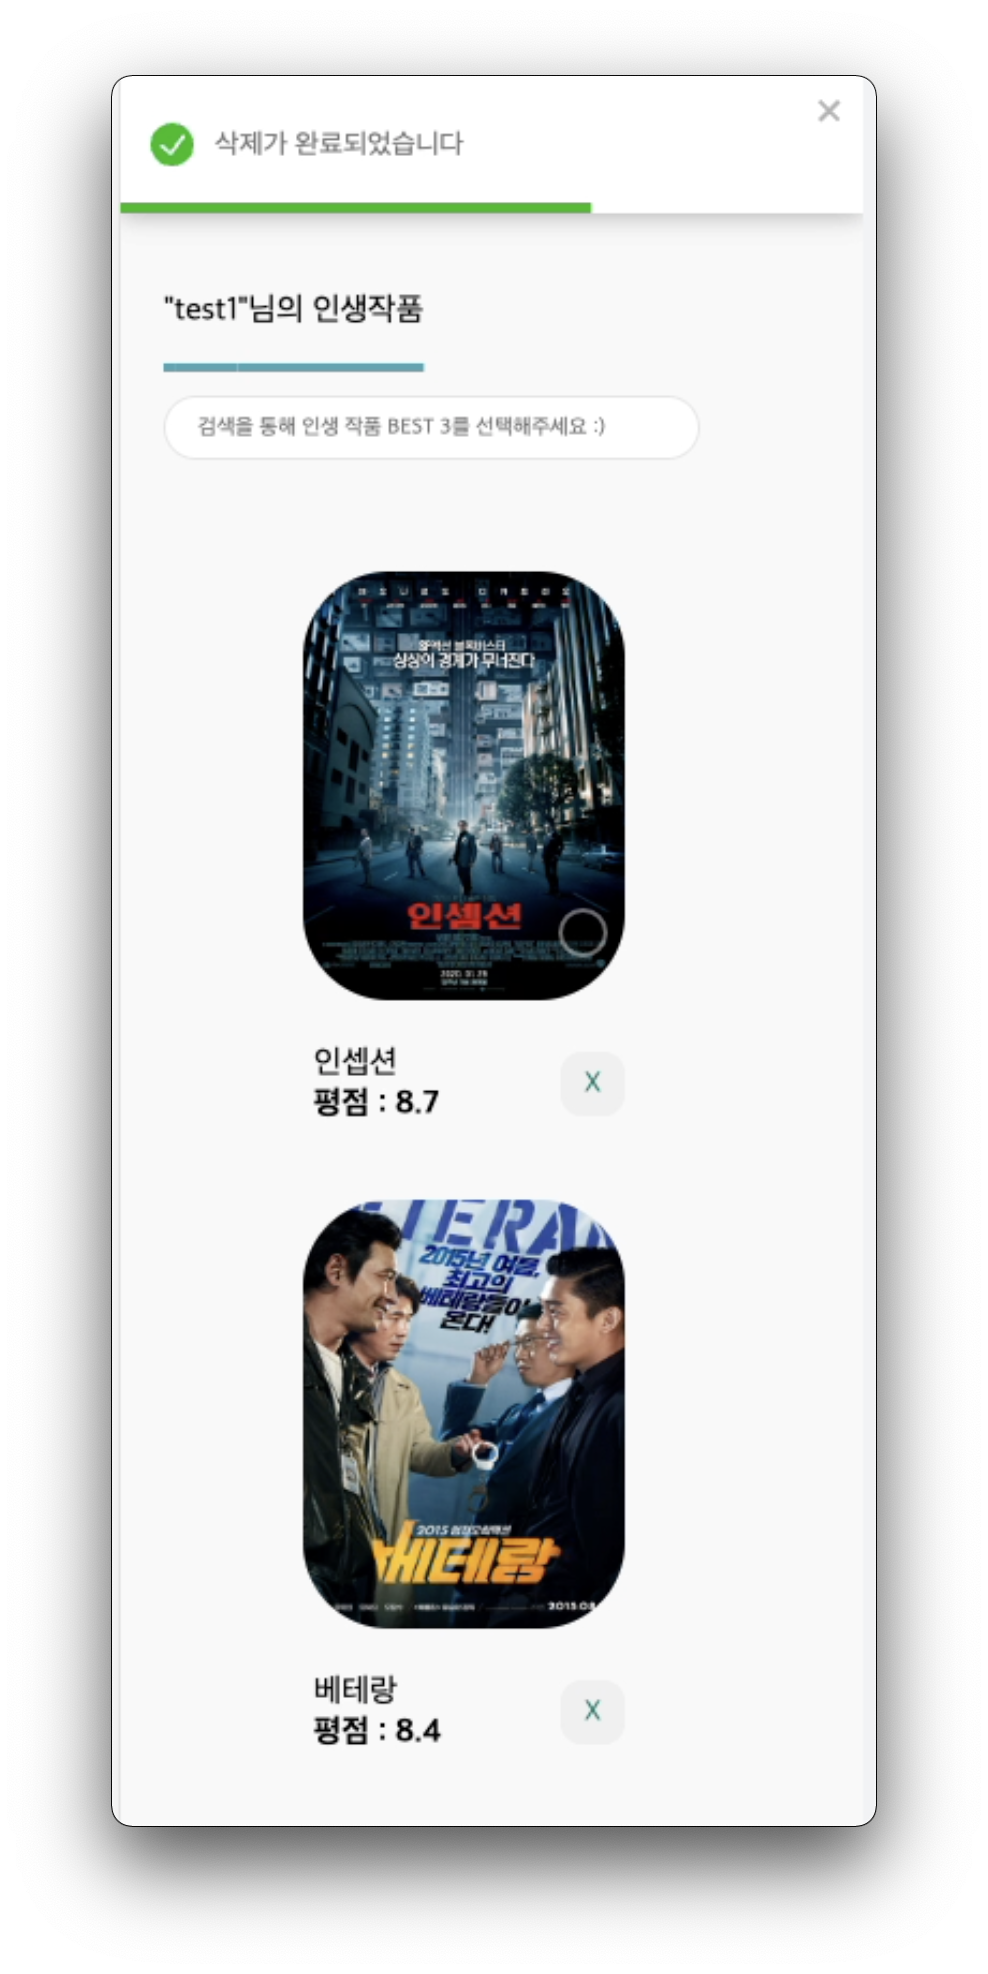 삭제가 완료되었습니다
"test1"님의 인생작품
검색을 통해 인생 작품 BEST 3를 선택해주세요 :)
상상의 경계가 무너진다
인셉션
인셉션
평점 : 8.7
X
2015년 여름,
최고의
베테랑들이
온다!
2015
베테랑
베테랑
평점 : 8.4
X